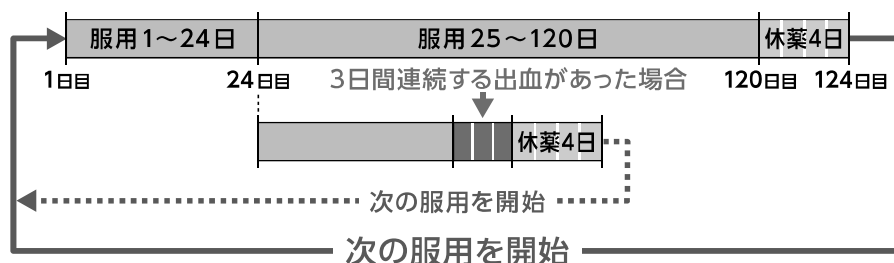 服用1～24日 服用25～120日 休薬4日
1日目 24日目 120日目 124日目
3日間連続する出血があった場合
休薬4日
次の服用を開始
次の服用を開始